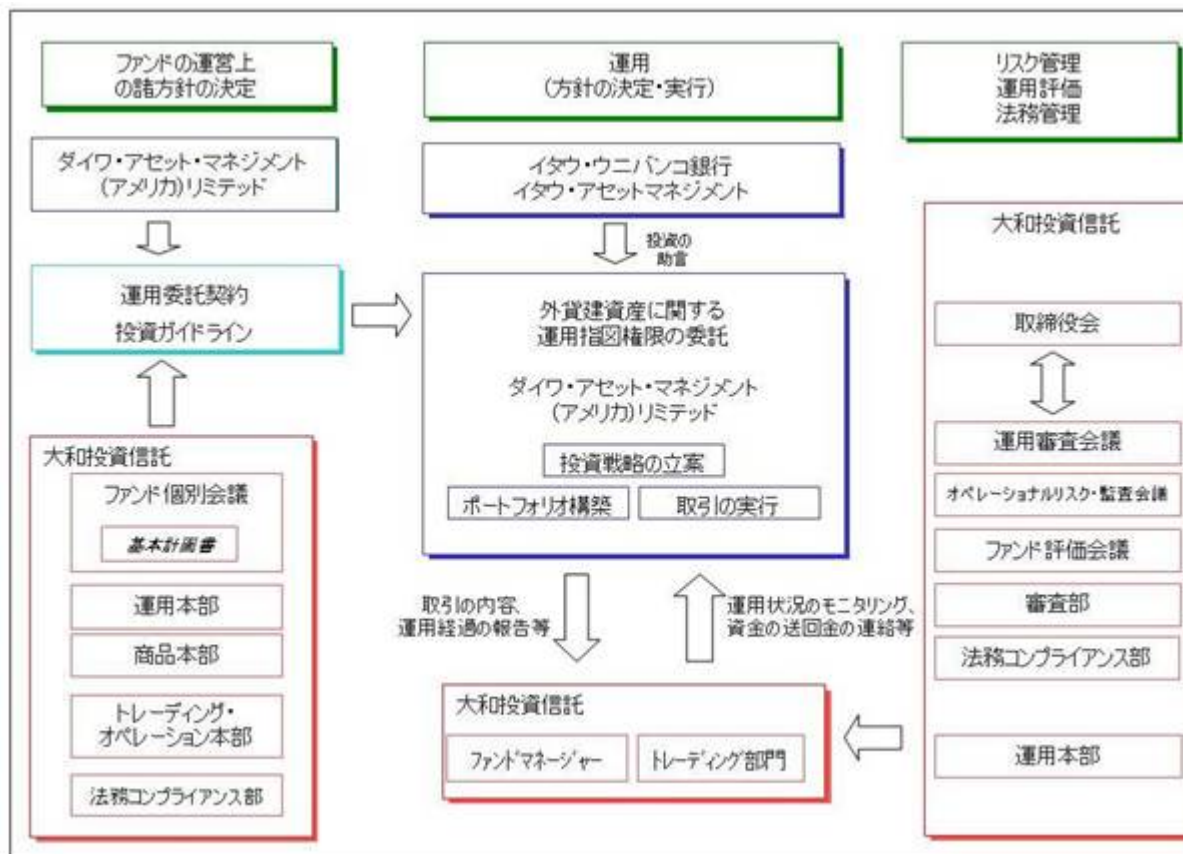 ファンドの運営上
の諸方針の決定
ダイワ・アセット・マネジメント
(アメリカ)リミテッド
運用委託契約
投資ガイドライン
大和投資信託
ファンド個別会議
基本計画書
運用本部
商品本部
トレーディング・
オペレーション本部
法務コンプライアンス部
運用
(方針の決定・実行)
イタウ・ウニバンコ銀行
イタウ・アセットマネジメント
投資の
助言
外貨建資産に関する
運用指図権限の委託
ダイワ・アセット・マネジメント
(アメリカ)リミテッド
投資戦略の立案
ポートフォリオ構築
取引の実行
取引の内容、
運用経過の報告等
運用状況のモニタリング、
資金の送回金の連絡等
大和投資信託
ファンドマネージャー
トレーディング部門
リスク管理
運用評価
法務管理
大和投資信託
取締役会
運用審査会議
オペレーショナルリスク・監査会議
ファンド評価会議
審査部
法務コンプライアンス部
運用本部